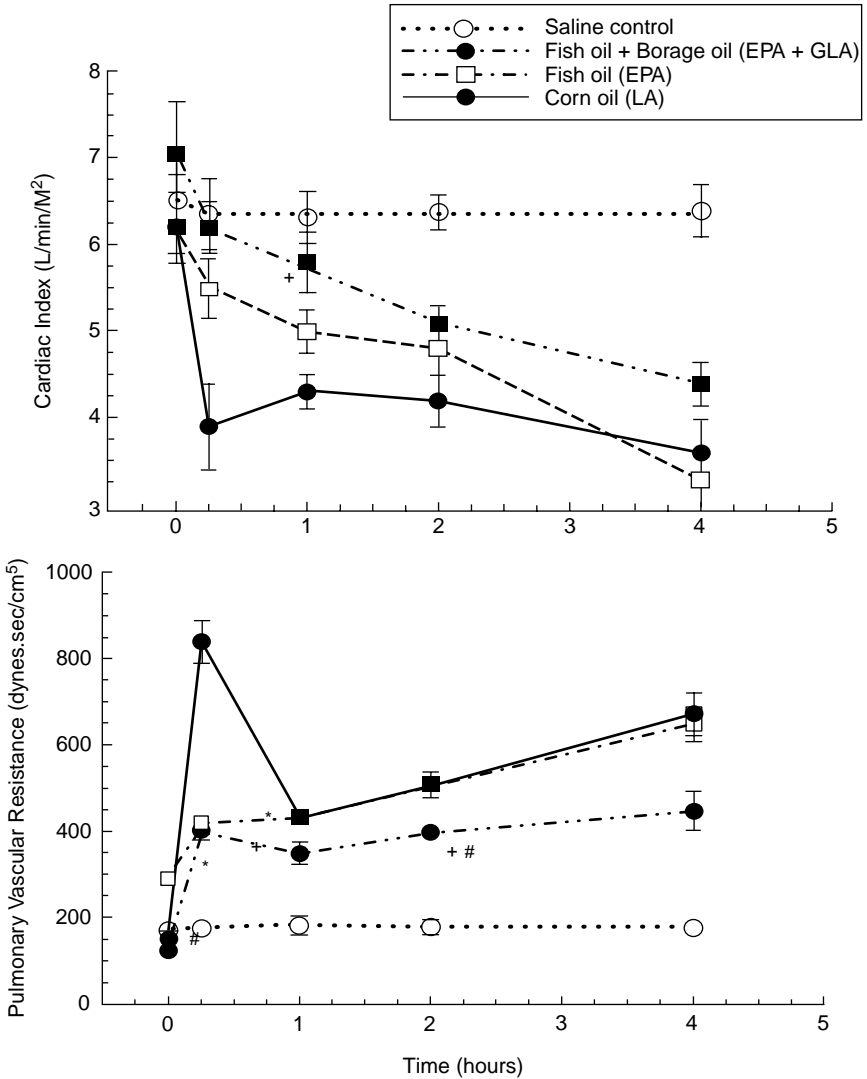 Saline control
Fish oil + Borage oil (EPA + GLA)
Fish oil (EPA)
Corn oil (LA)
8
7
6
5
4
3
Cardiac Index (L/min/M²)
+
0 1 2 3 4 5
1000
800
600
400
200
0
Pulmonary Vascular Resistance (dynes.sec/cm⁵)
*
+
+ #
*
#
0 1 2 3 4 5
Time (hours)